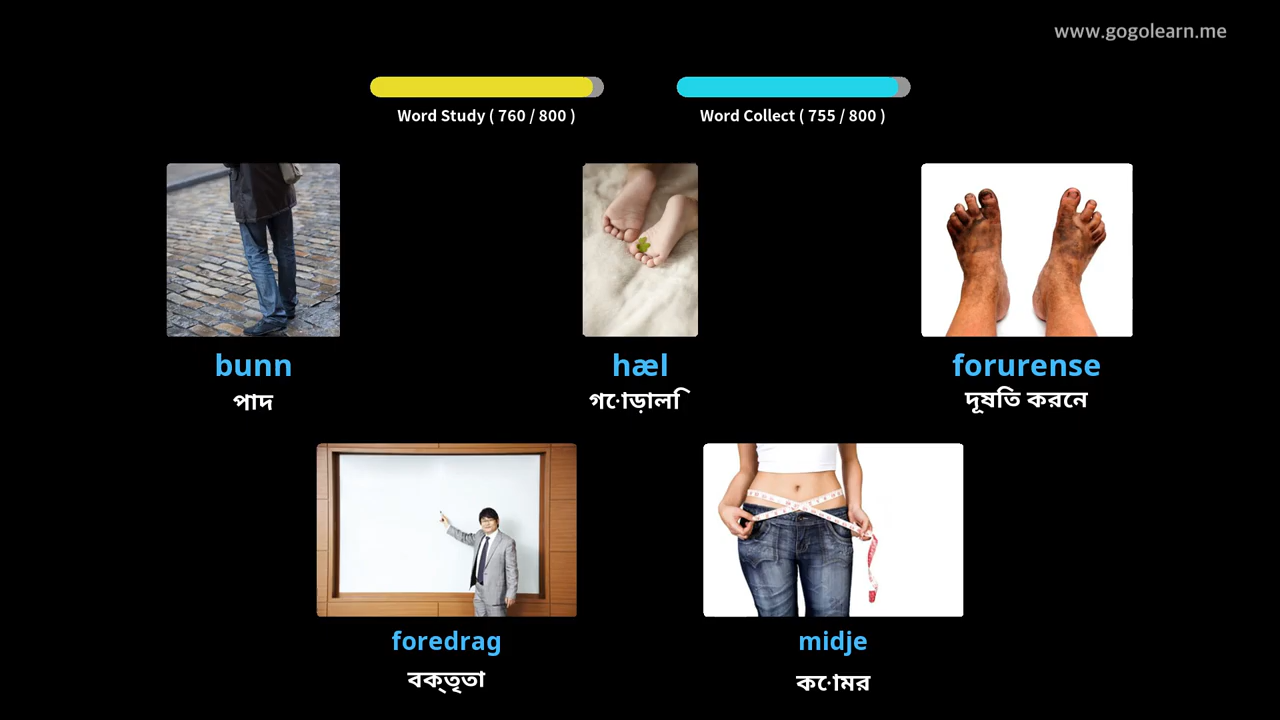 www.gogolearn.me
Word Study ( 760 / 800 )
Word Collect ( 755 / 800 )
bunn
পাদ
hæl
গোড়ালি
forurense
দূষতি করনে
foredrag
বক্তৃতা
midje
কোমর